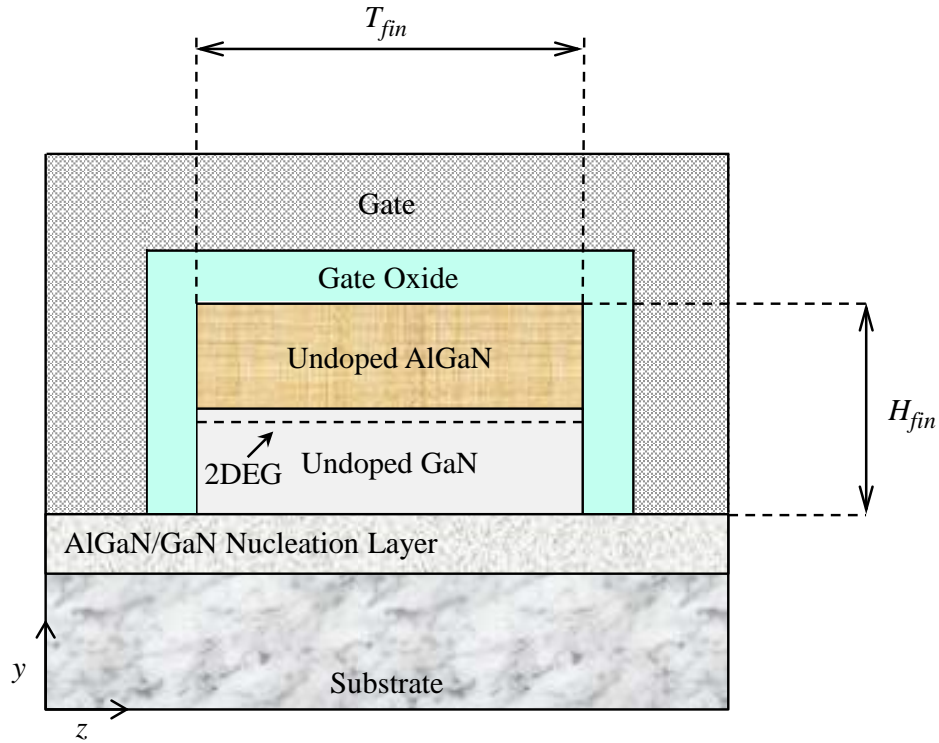 T_fin
Gate
Gate Oxide
Undoped AlGaN
H_fin
2DEG
Undoped GaN
AlGaN/GaN Nucleation Layer
y
Substrate
z